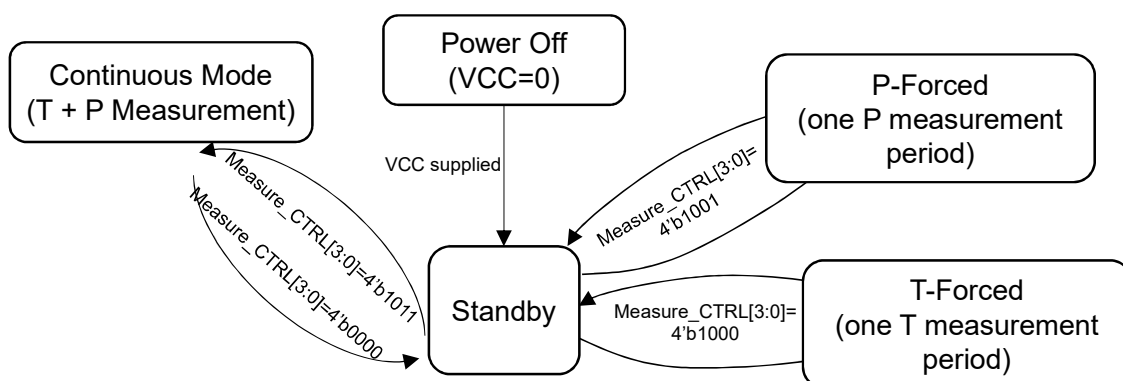 Power Off
(VCC=0)
Continuous Mode
(T + P Measurement)
P-Forced
(one P measurement
period)
VCC supplied
Measure_CTRL[3:0]=
4'b1001
Measure_CTRL[3:0]=4'b1011
Measure_CTRL[3:0]=4'b0000
Standby
Measure_CTRL[3:0]=
4'b1000
T-Forced
(one T measurement
period)